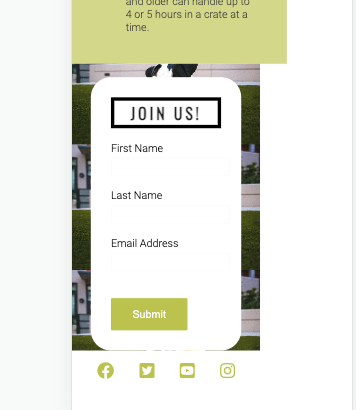 and older can handle up to
4 or 5 hours in a crate at a
time.
JOIN US!
First Name
Last Name
Email Address
Submit